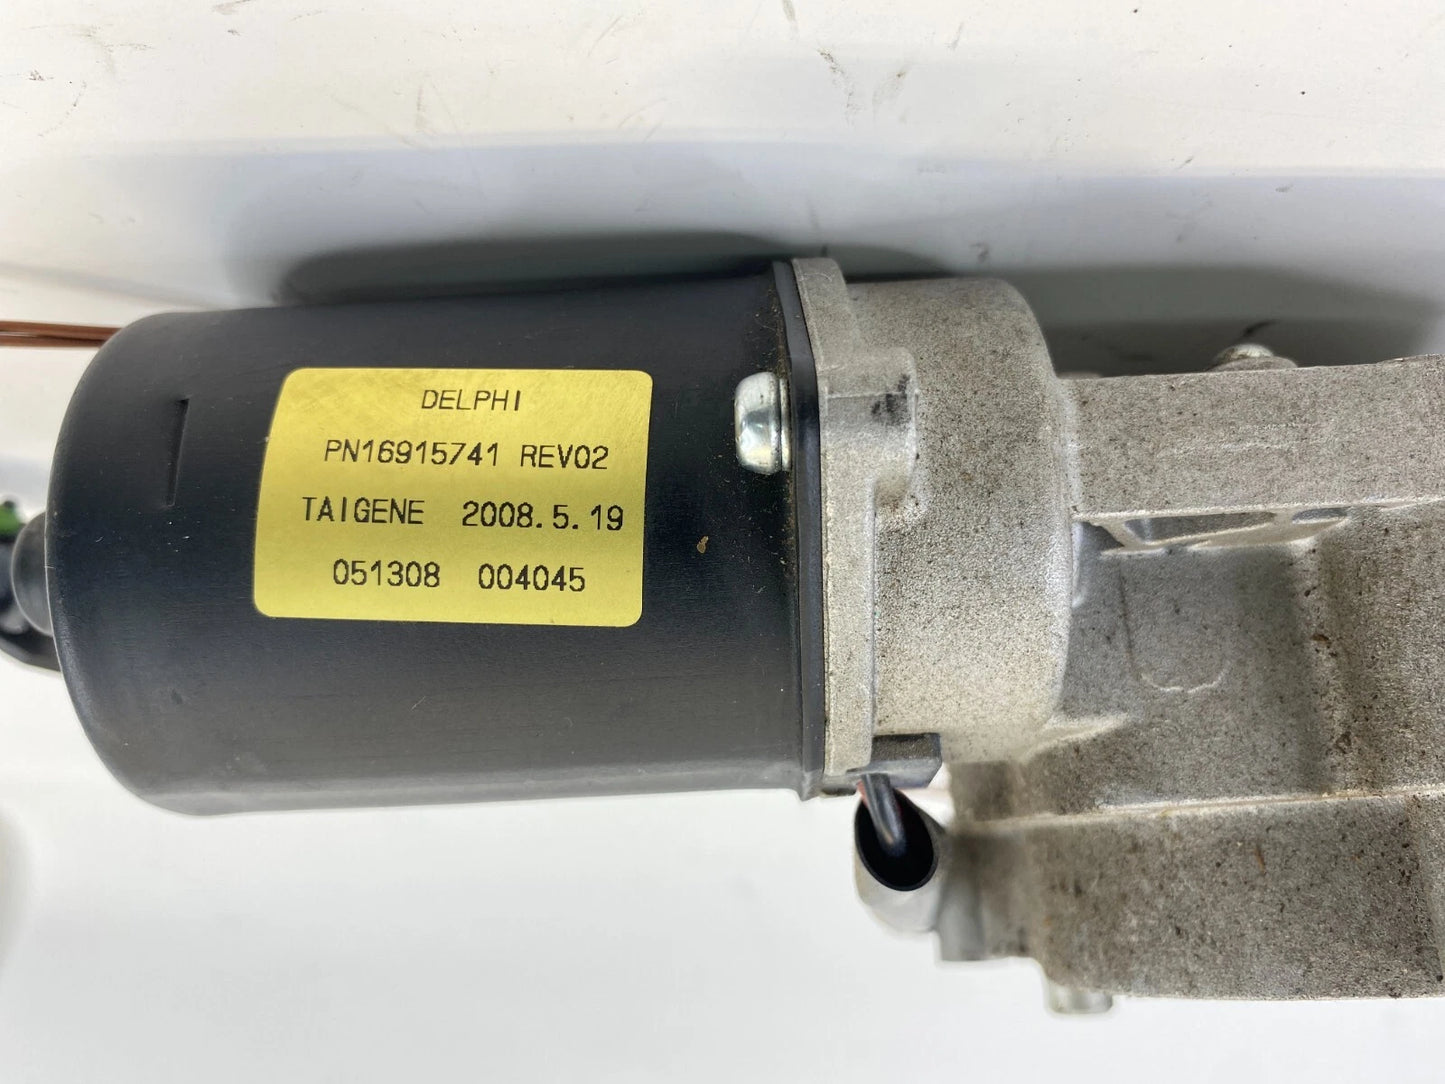 DELPHI
PN16915741 REV02
TAIGENE 2008.5.19
051308 004045